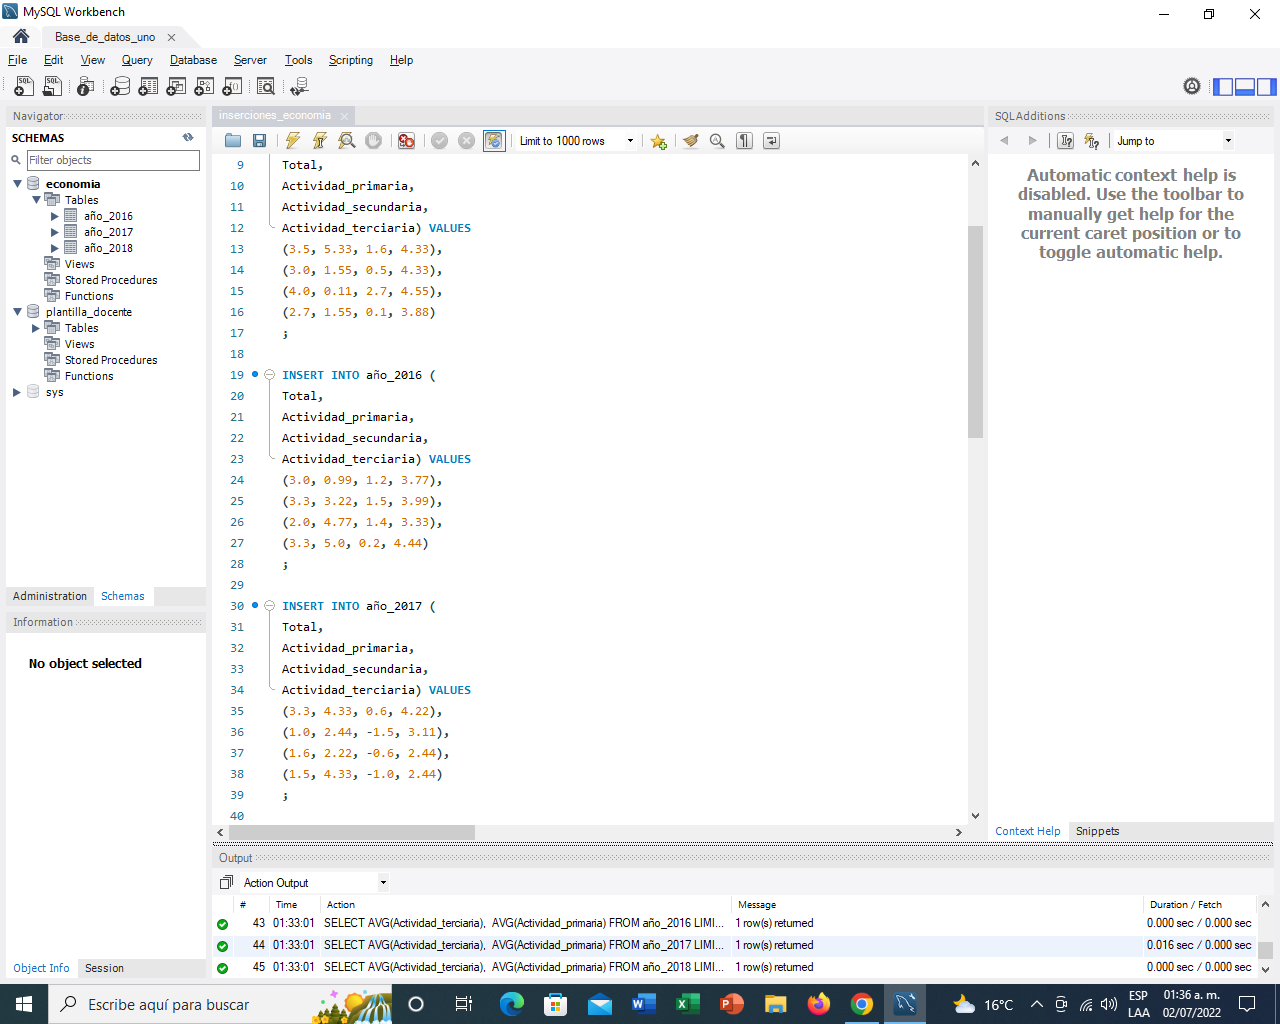 MySQL Workbench
Base_de_datos_uno
File Edit View Query Database Server Tools Scripting Help
Navigator
SCHEMAS
Filter objects
economia
Tables
año_2016
año_2017
año_2018
Views
Stored Procedures
Functions
plantilla_docente
Tables
Views
Stored Procedures
Functions
sys
Administration Schemas
Information
No object selected
Object Info Session
inserciones_economia
Limit to 1000 rows
9 Total,
10 Actividad_primaria,
11 Actividad_secundaria,
12 Actividad_terciaria) VALUES
13 (3.5, 5.33, 1.6, 4.33),
14 (3.0, 1.55, 0.5, 4.33),
15 (4.0, 0.11, 2.7, 4.55),
16 (2.7, 1.55, 0.1, 3.88)
17 ;
18
19 INSERT INTO año_2016 (
20 Total,
21 Actividad_primaria,
22 Actividad_secundaria,
23 Actividad_terciaria) VALUES
24 (3.0, 0.99, 1.2, 3.77),
25 (3.3, 3.22, 1.5, 3.99),
26 (2.0, 4.77, 1.4, 3.33),
27 (3.3, 5.0, 0.2, 4.44)
28 ;
29
30 INSERT INTO año_2017 (
31 Total,
32 Actividad_primaria,
33 Actividad_secundaria,
34 Actividad_terciaria) VALUES
35 (3.3, 4.33, 0.6, 4.22),
36 (1.0, 2.44, -1.5, 3.11),
37 (1.6, 2.22, -0.6, 2.44),
38 (1.5, 4.33, -1.0, 2.44)
39 ;
40
SQLAdditions
Jump to
Automatic context help is
disabled. Use the toolbar to
manually get help for the
current caret position or to
toggle automatic help.
Context Help Snippets
Output
Action Output
# Time Action Message Duration / Fetch
43 01:33:01 SELECT AVG(Actividad_terciaria), AVG(Actividad_primaria) FROM año_2016 LIMI... 1 row(s) returned 0.000 sec / 0.000 sec
44 01:33:01 SELECT AVG(Actividad_terciaria), AVG(Actividad_primaria) FROM año_2017 LIMI... 1 row(s) returned 0.016 sec / 0.000 sec
45 01:33:01 SELECT AVG(Actividad_terciaria), AVG(Actividad_primaria) FROM año_2018 LIMI... 1 row(s) returned 0.000 sec / 0.000 sec
Escribe aquí para buscar
16°C
ESP
LAA
01:36 a. m.
02/07/2022